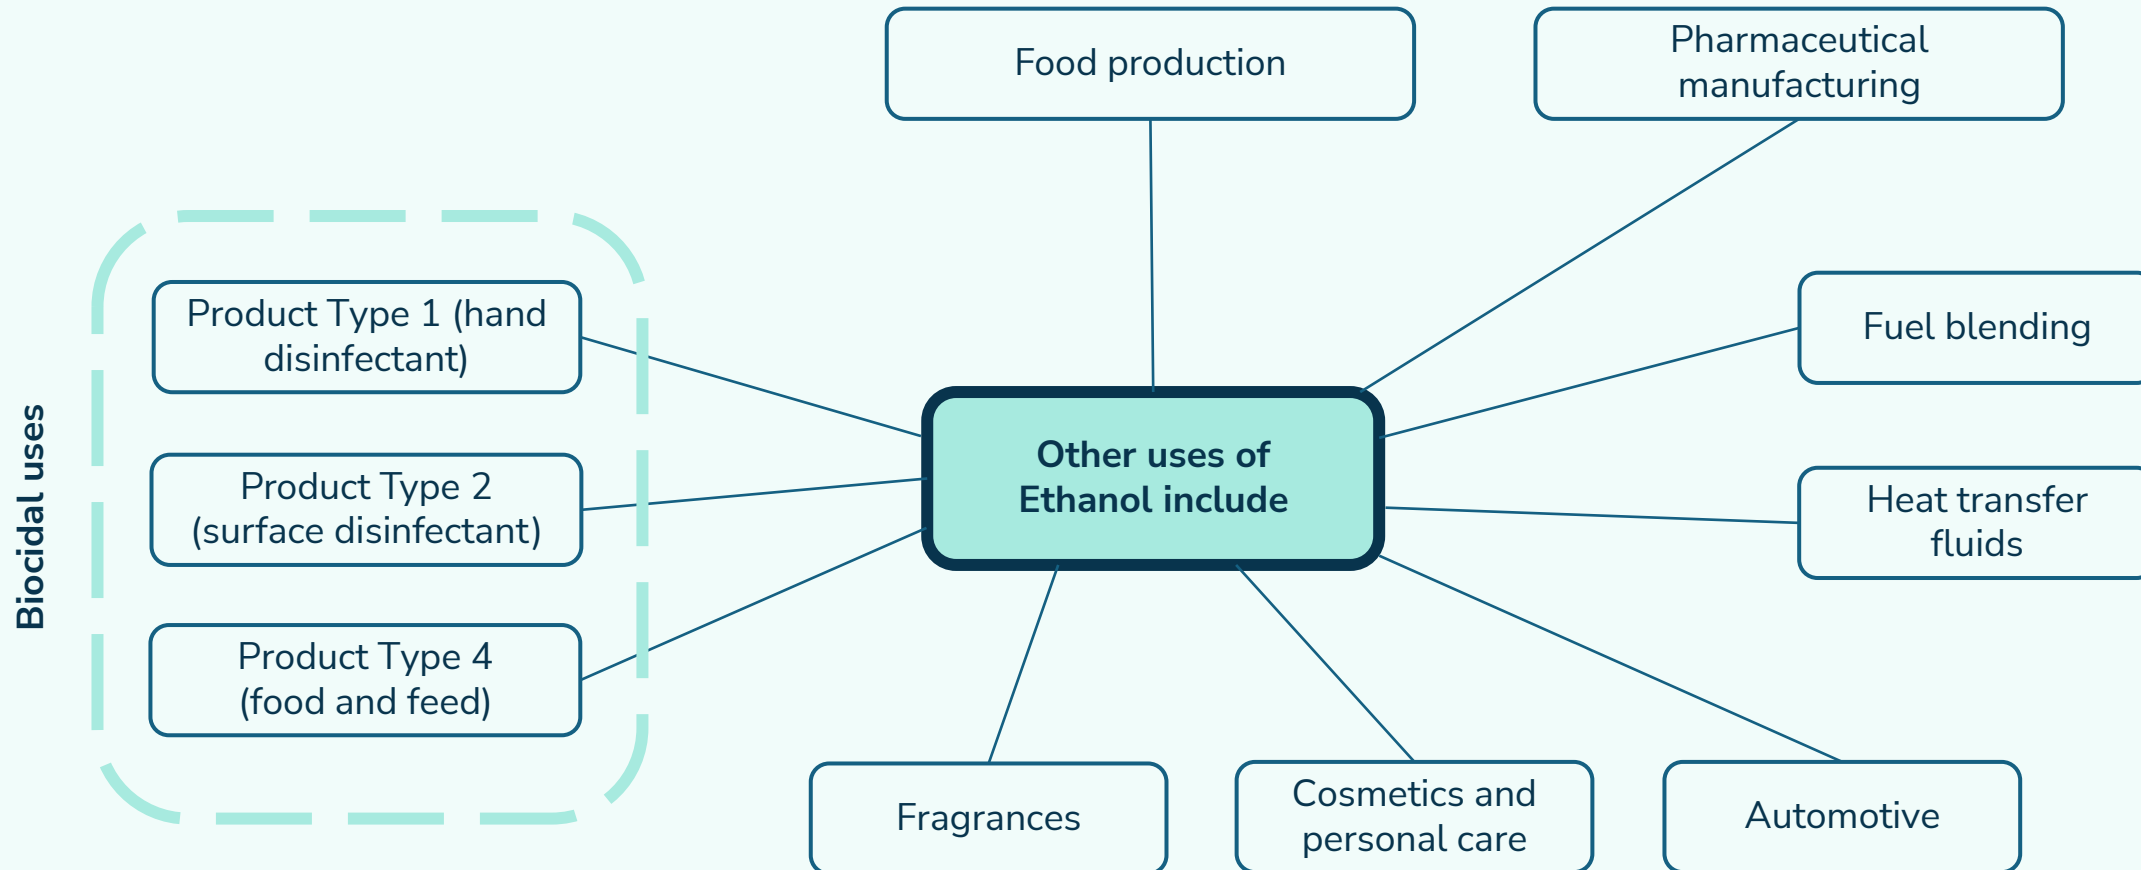 Food production
Pharmaceutical
manufacturing
Biocidal uses
Product Type 1 (hand
disinfectant)
Product Type 2
(surface disinfectant)
Product Type 4
(food and feed)
Other uses of
Ethanol include
Fuel blending
Heat transfer
fluids
Fragrances
Cosmetics and
personal care
Automotive